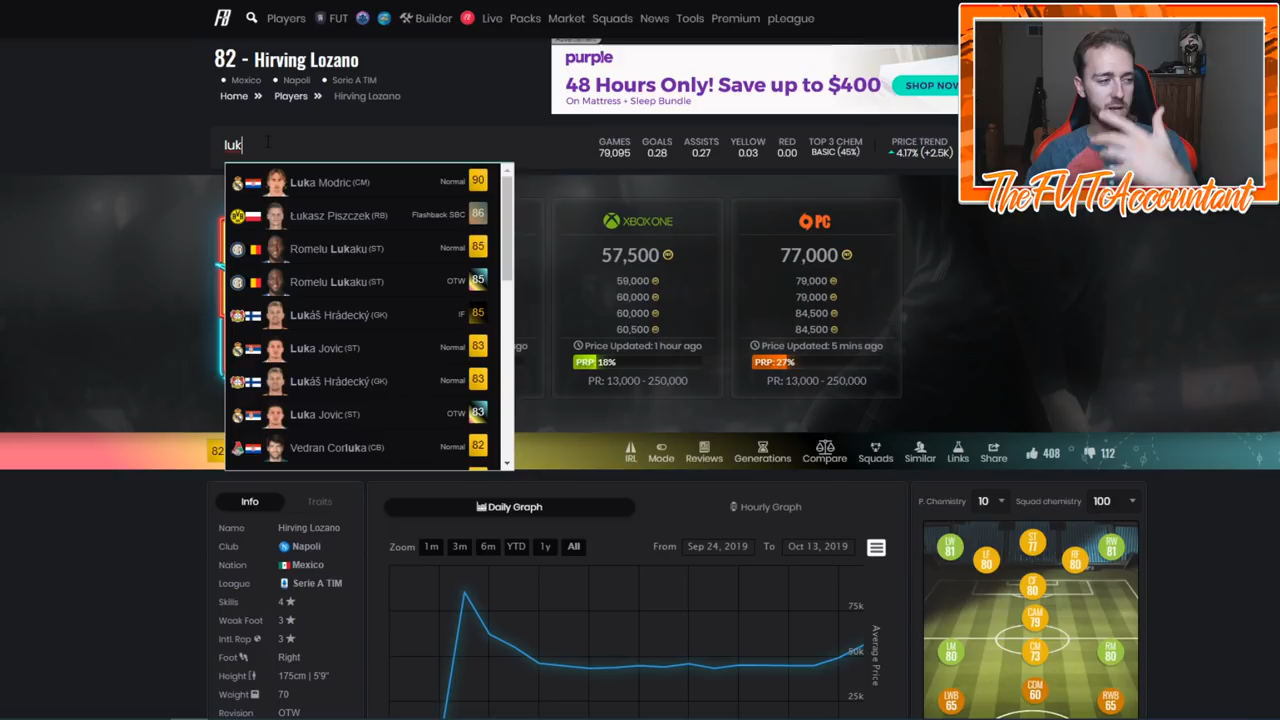 FB Players FUT Builder Live Packs Market Squads News Tools Premium pLeague
82 - Hirving Lozano
Mexico Napoli Serie A TIM
Home » Players » Hirving Lozano
purple
48 Hours Only! Save up to $400
On Mattress + Sleep Bundle
SHOP NOW
TheFUTAccountant
luk
GAMES GOALS ASSISTS YELLOW RED TOP 3 CHEM PRICE TREND
79,095 0.28 0.27 0.03 0.00 BASIC (45%) 4.17% (+2.5K)
Luka Modric (CM) Normal 90
Łukasz Piszczek (RB) Flashback SBC 86
Romelu Lukaku (ST) Normal 85
Romelu Lukaku (ST) OTW 85
Lukáš Hrádecký (GK) IF 85
Luka Jovic (ST) Normal 83
Lukáš Hrádecký (GK) Normal 83
Luka Jovic (ST) OTW 83
Vedran Corluka (CB) Normal 82
XBOX ONE
57,500
59,000
60,000
60,000
60,500
Price Updated: 1 hour ago
PRP: 18%
PR: 13,000 - 250,000
PC
77,000
79,000
79,000
84,500
84,500
Price Updated: 5 mins ago
PRP: 27%
PR: 13,000 - 250,000
ago
82
IRL Mode Reviews Generations Compare Squads Similar Links Share 408 112
Info Traits
Name Hirving Lozano
Club Napoli
Nation Mexico
League Serie A TIM
Skills 4
Weak Foot 3
Intl. Rep 3
Foot Right
Height 175cm | 5'9"
Weight 70
Revision OTW
Daily Graph Hourly Graph
Zoom 1m 3m 6m YTD 1y All From Sep 24, 2019 To Oct 13, 2019
75k
50k
25k
Average Price
P. Chemistry 10 Squad chemistry 100
LW 81
ST 77
RW 81
LF 80
RF 80
CF 80
CAM 79
LM 80
CM 73
RM 80
CDM 60
LWB 65
RWB 65